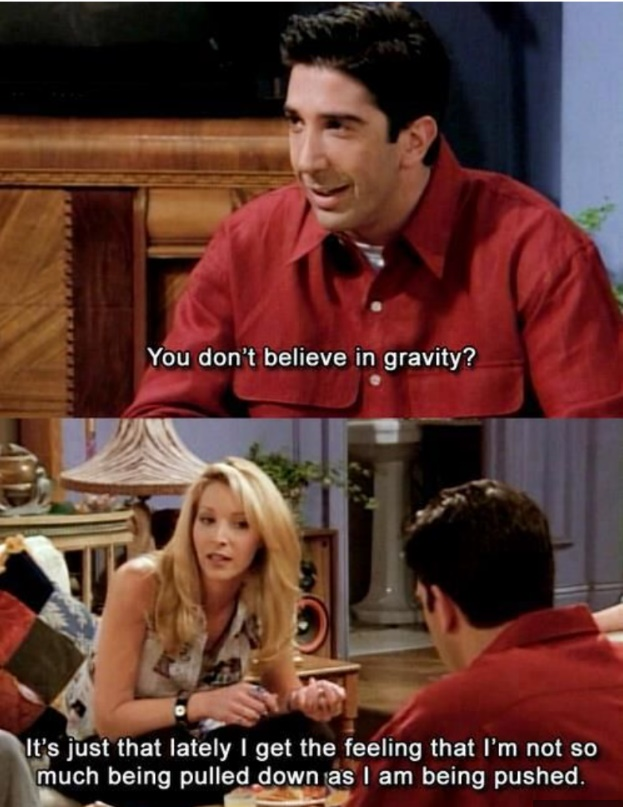 You don't believe in gravity?
It's just that lately I get the feeling that I'm not so
much being pulled down as I am being pushed.